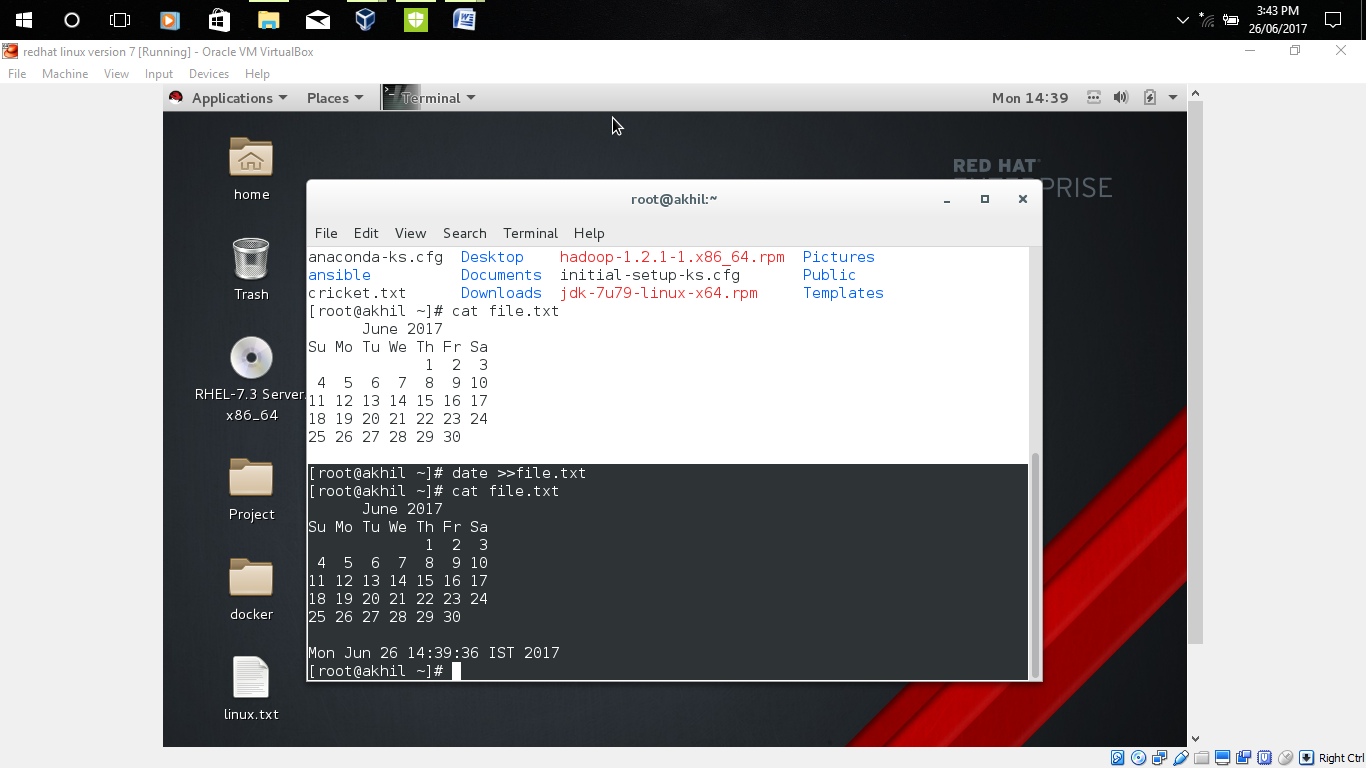 3:43 PM
26/06/2017
redhat linux version 7 [Running] - Oracle VM VirtualBox
File Machine View Input Devices Help
Applications Places Terminal Mon 14:39
home
Trash
RHEL-7.3 Server.
x86_64
Project
docker
linux.txt
RED HAT
ENTERPRISE
root@akhil:~
File Edit View Search Terminal Help
anaconda-ks.cfg  Desktop    hadoop-1.2.1-1.x86_64.rpm  Pictures
ansible          Documents  initial-setup-ks.cfg       Public
cricket.txt      Downloads  jdk-7u79-linux-x64.rpm     Templates
[root@akhil ~]# cat file.txt
      June 2017
Su Mo Tu We Th Fr Sa
             1  2  3
 4  5  6  7  8  9 10
11 12 13 14 15 16 17
18 19 20 21 22 23 24
25 26 27 28 29 30
[root@akhil ~]# date >>file.txt
[root@akhil ~]# cat file.txt
      June 2017
Su Mo Tu We Th Fr Sa
             1  2  3
 4  5  6  7  8  9 10
11 12 13 14 15 16 17
18 19 20 21 22 23 24
25 26 27 28 29 30
Mon Jun 26 14:39:36 IST 2017
[root@akhil ~]#
Right Ctrl